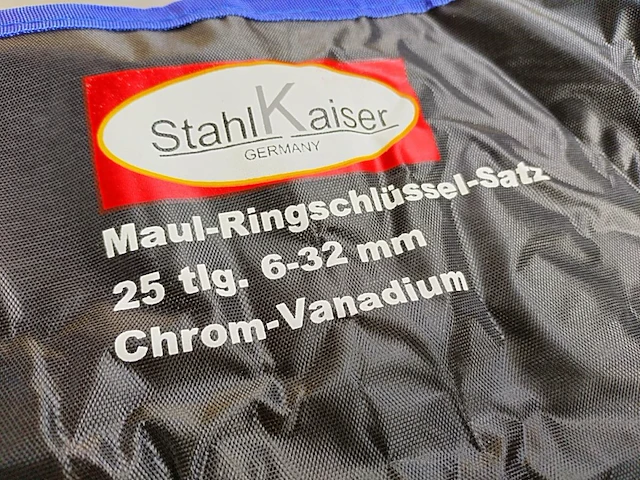 StahlKaiser
GERMANY
Maul-Ringschlüssel-Satz
25 tlg. 6-32 mm
Chrom-Vanadium